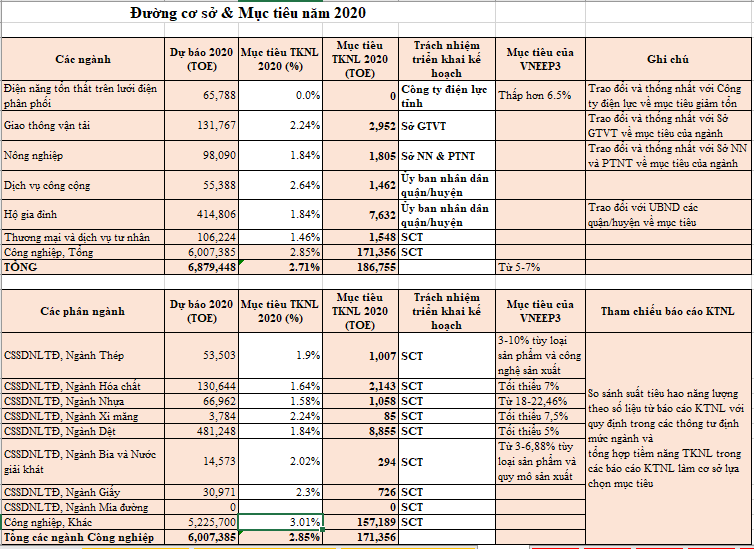 Đường cơ sở & Mục tiêu năm 2020
Các ngành | Dự báo 2020 (TOE) | Mục tiêu TKNL 2020 (%) | Mục tiêu TKNL 2020 (TOE) | Trách nhiệm triển khai kế hoạch | Mục tiêu của VNEEP3 | Ghi chú
Điện năng tổn thất trên lưới điện phân phối | 65,788 | 0.0% | 0 | Công ty điện lực tỉnh | Thấp hơn 6.5% | Trao đổi và thống nhất với Công ty điện lực về mục tiêu giảm tổn
Giao thông vận tải | 131,767 | 2.24% | 2,952 | Sở GTVT | Trao đổi và thống nhất với Sở GTVT về mục tiêu của ngành
Nông nghiệp | 98,090 | 1.84% | 1,805 | Sở NN & PTNT | Trao đổi và thống nhất với Sở NN và PTNT về mục tiêu của ngành
Dịch vụ công cộng | 55,388 | 2.64% | 1,462 | Ủy ban nhân dân quận/huyện
Hộ gia đình | 414,806 | 1.84% | 7,632 | Ủy ban nhân dân quận/huyện | Trao đổi với UBND các quận/huyện về mục tiêu
Thương mại và dịch vụ tư nhân | 106,224 | 1.46% | 1,548 | SCT
Công nghiệp, Tổng | 6,007,385 | 2.85% | 171,356 | SCT
TỔNG | 6,879,448 | 2.71% | 186,755 | Từ 5-7%
Các phân ngành | Dự báo 2020 (TOE) | Mục tiêu TKNL 2020 (%) | Mục tiêu TKNL 2020 (TOE) | Trách nhiệm triển khai kế hoạch | Mục tiêu của VNEEP3 | Tham chiếu báo cáo KTNL
CSSDNLTĐ, Ngành Thép | 53,503 | 1.9% | 1,007 | SCT | 3-10% tùy loại sản phẩm và công nghệ sản xuất
CSSDNLTĐ, Ngành Hóa chất | 130,644 | 1.64% | 2,143 | SCT | Tối thiểu 7%
CSSDNLTĐ, Ngành Nhựa | 66,962 | 1.58% | 1,058 | SCT | Từ 18-22,46%
CSSDNLTĐ, Ngành Xi măng | 3,784 | 2.24% | 85 | SCT | Tối thiểu 7,5%
CSSDNLTĐ, Ngành Dệt | 481,248 | 1.84% | 8,855 | SCT | Tối thiểu 5%
CSSDNLTĐ, Ngành Bia và Nước giải khát | 14,573 | 2.02% | 294 | SCT | Từ 3-6,88% tùy loại sản phẩm và quy mô sản xuất
CSSDNLTĐ, Ngành Giấy | 30,971 | 2.3% | 726 | SCT
CSSDNLTĐ, Ngành Mía đường | 0 | 0 | SCT
Công nghiệp, Khác | 5,225,700 | 3.01% | 157,189 | SCT
Tổng các ngành Công nghiệp | 6,007,385 | 2.85% | 171,356
So sánh suất tiêu hao năng lượng
theo số liệu từ báo cáo KTNL với
quy định trong các thông tư định
mức ngành và
tổng hợp tiềm năng TKNL trong
các báo cáo KTNL làm cơ sở lựa
chọn mục tiêu